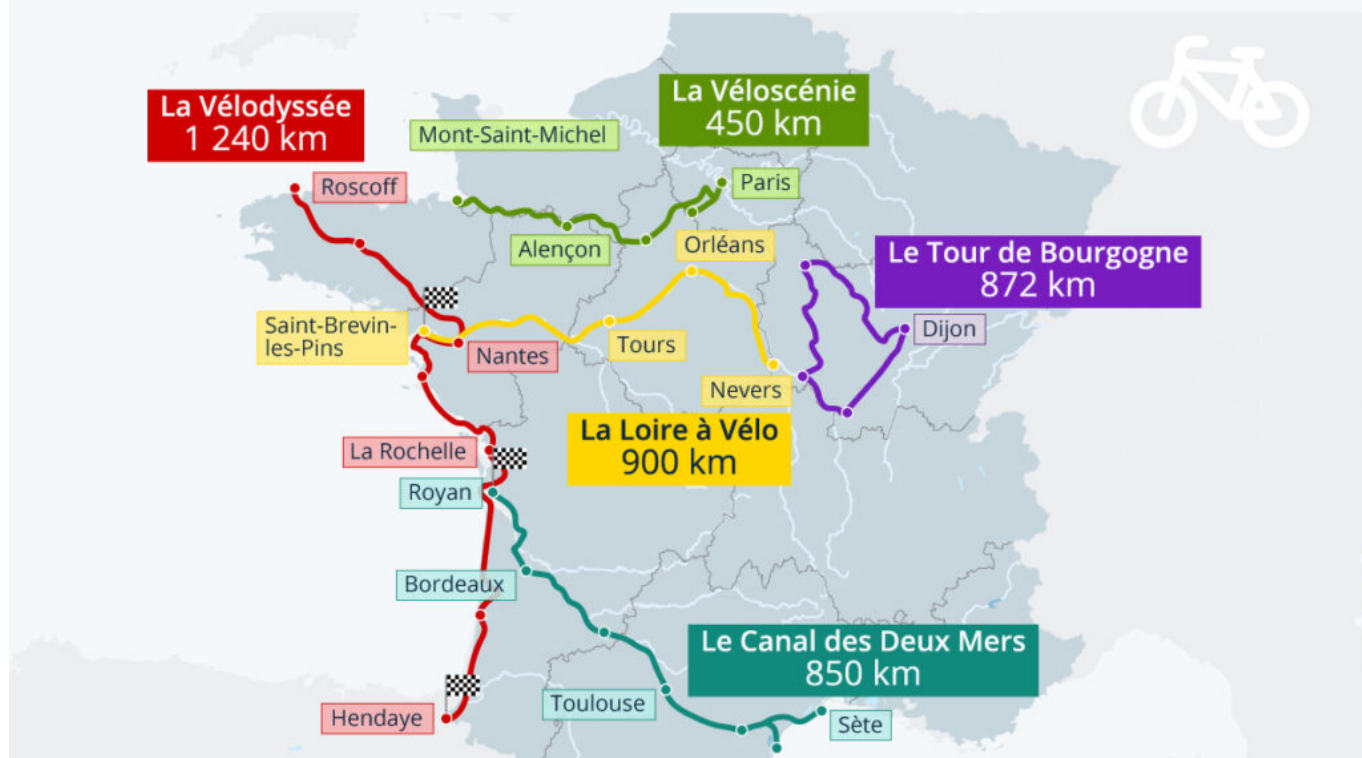 La Vélodyssée
1 240 km
La Véloscénie
450 km
Mont-Saint-Michel
Roscoff
Paris
Alençon
Orléans
Le Tour de Bourgogne
872 km
Saint-Brevin-
les-Pins
Dijon
Nantes
Tours
Nevers
La Loire à Vélo
900 km
La Rochelle
Royan
Bordeaux
Le Canal des Deux Mers
850 km
Toulouse
Hendaye
Sète